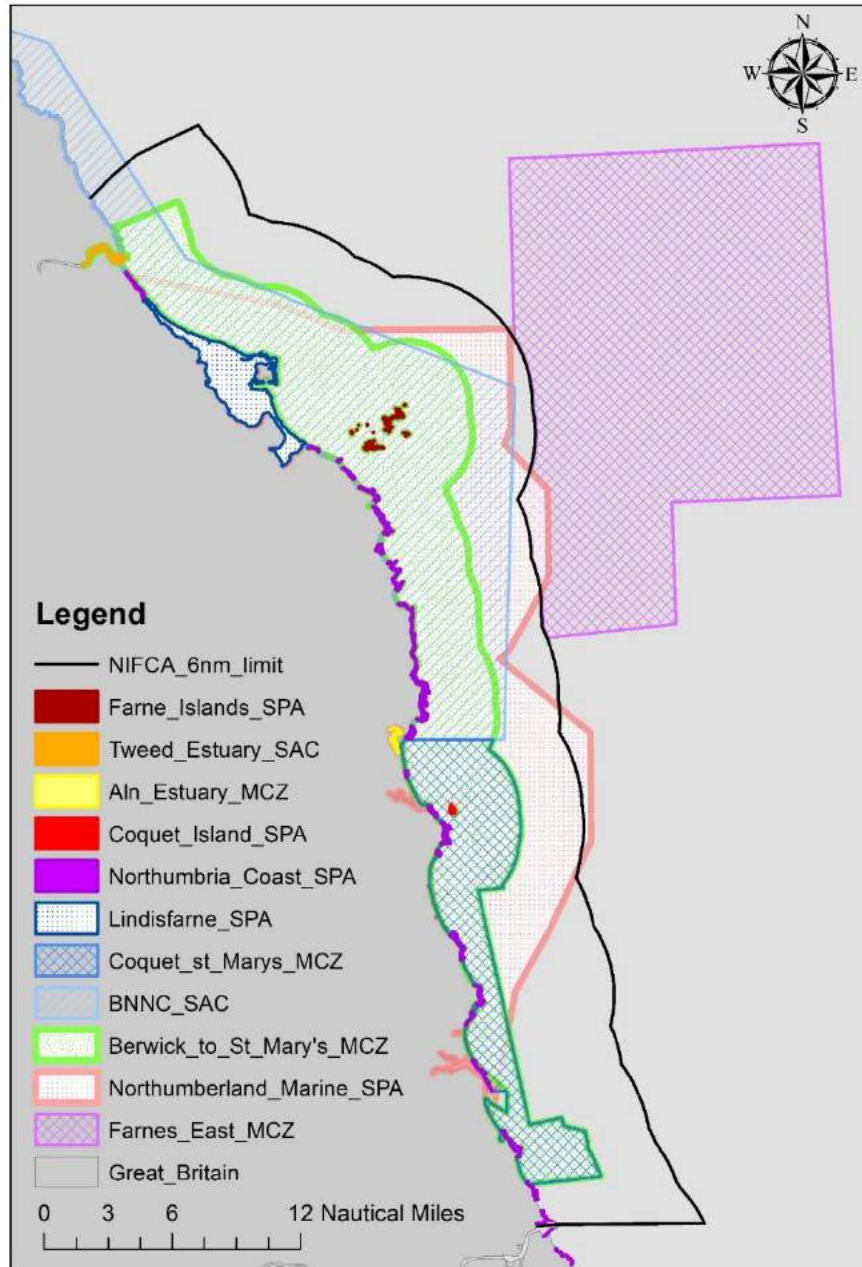 N
W E
S
Legend
NIFCA_6nm_limit
Farne_Islands_SPA
Tweed_Estuary_SAC
Aln_Estuary_MCZ
Coquet_Island_SPA
Northumbria_Coast_SPA
Lindisfarne_SPA
Coquet_st_Marys_MCZ
BNNC_SAC
Berwick_to_St_Mary's_MCZ
Northumberland_Marine_SPA
Farnes_East_MCZ
Great_Britain
0 3 6 12 Nautical Miles